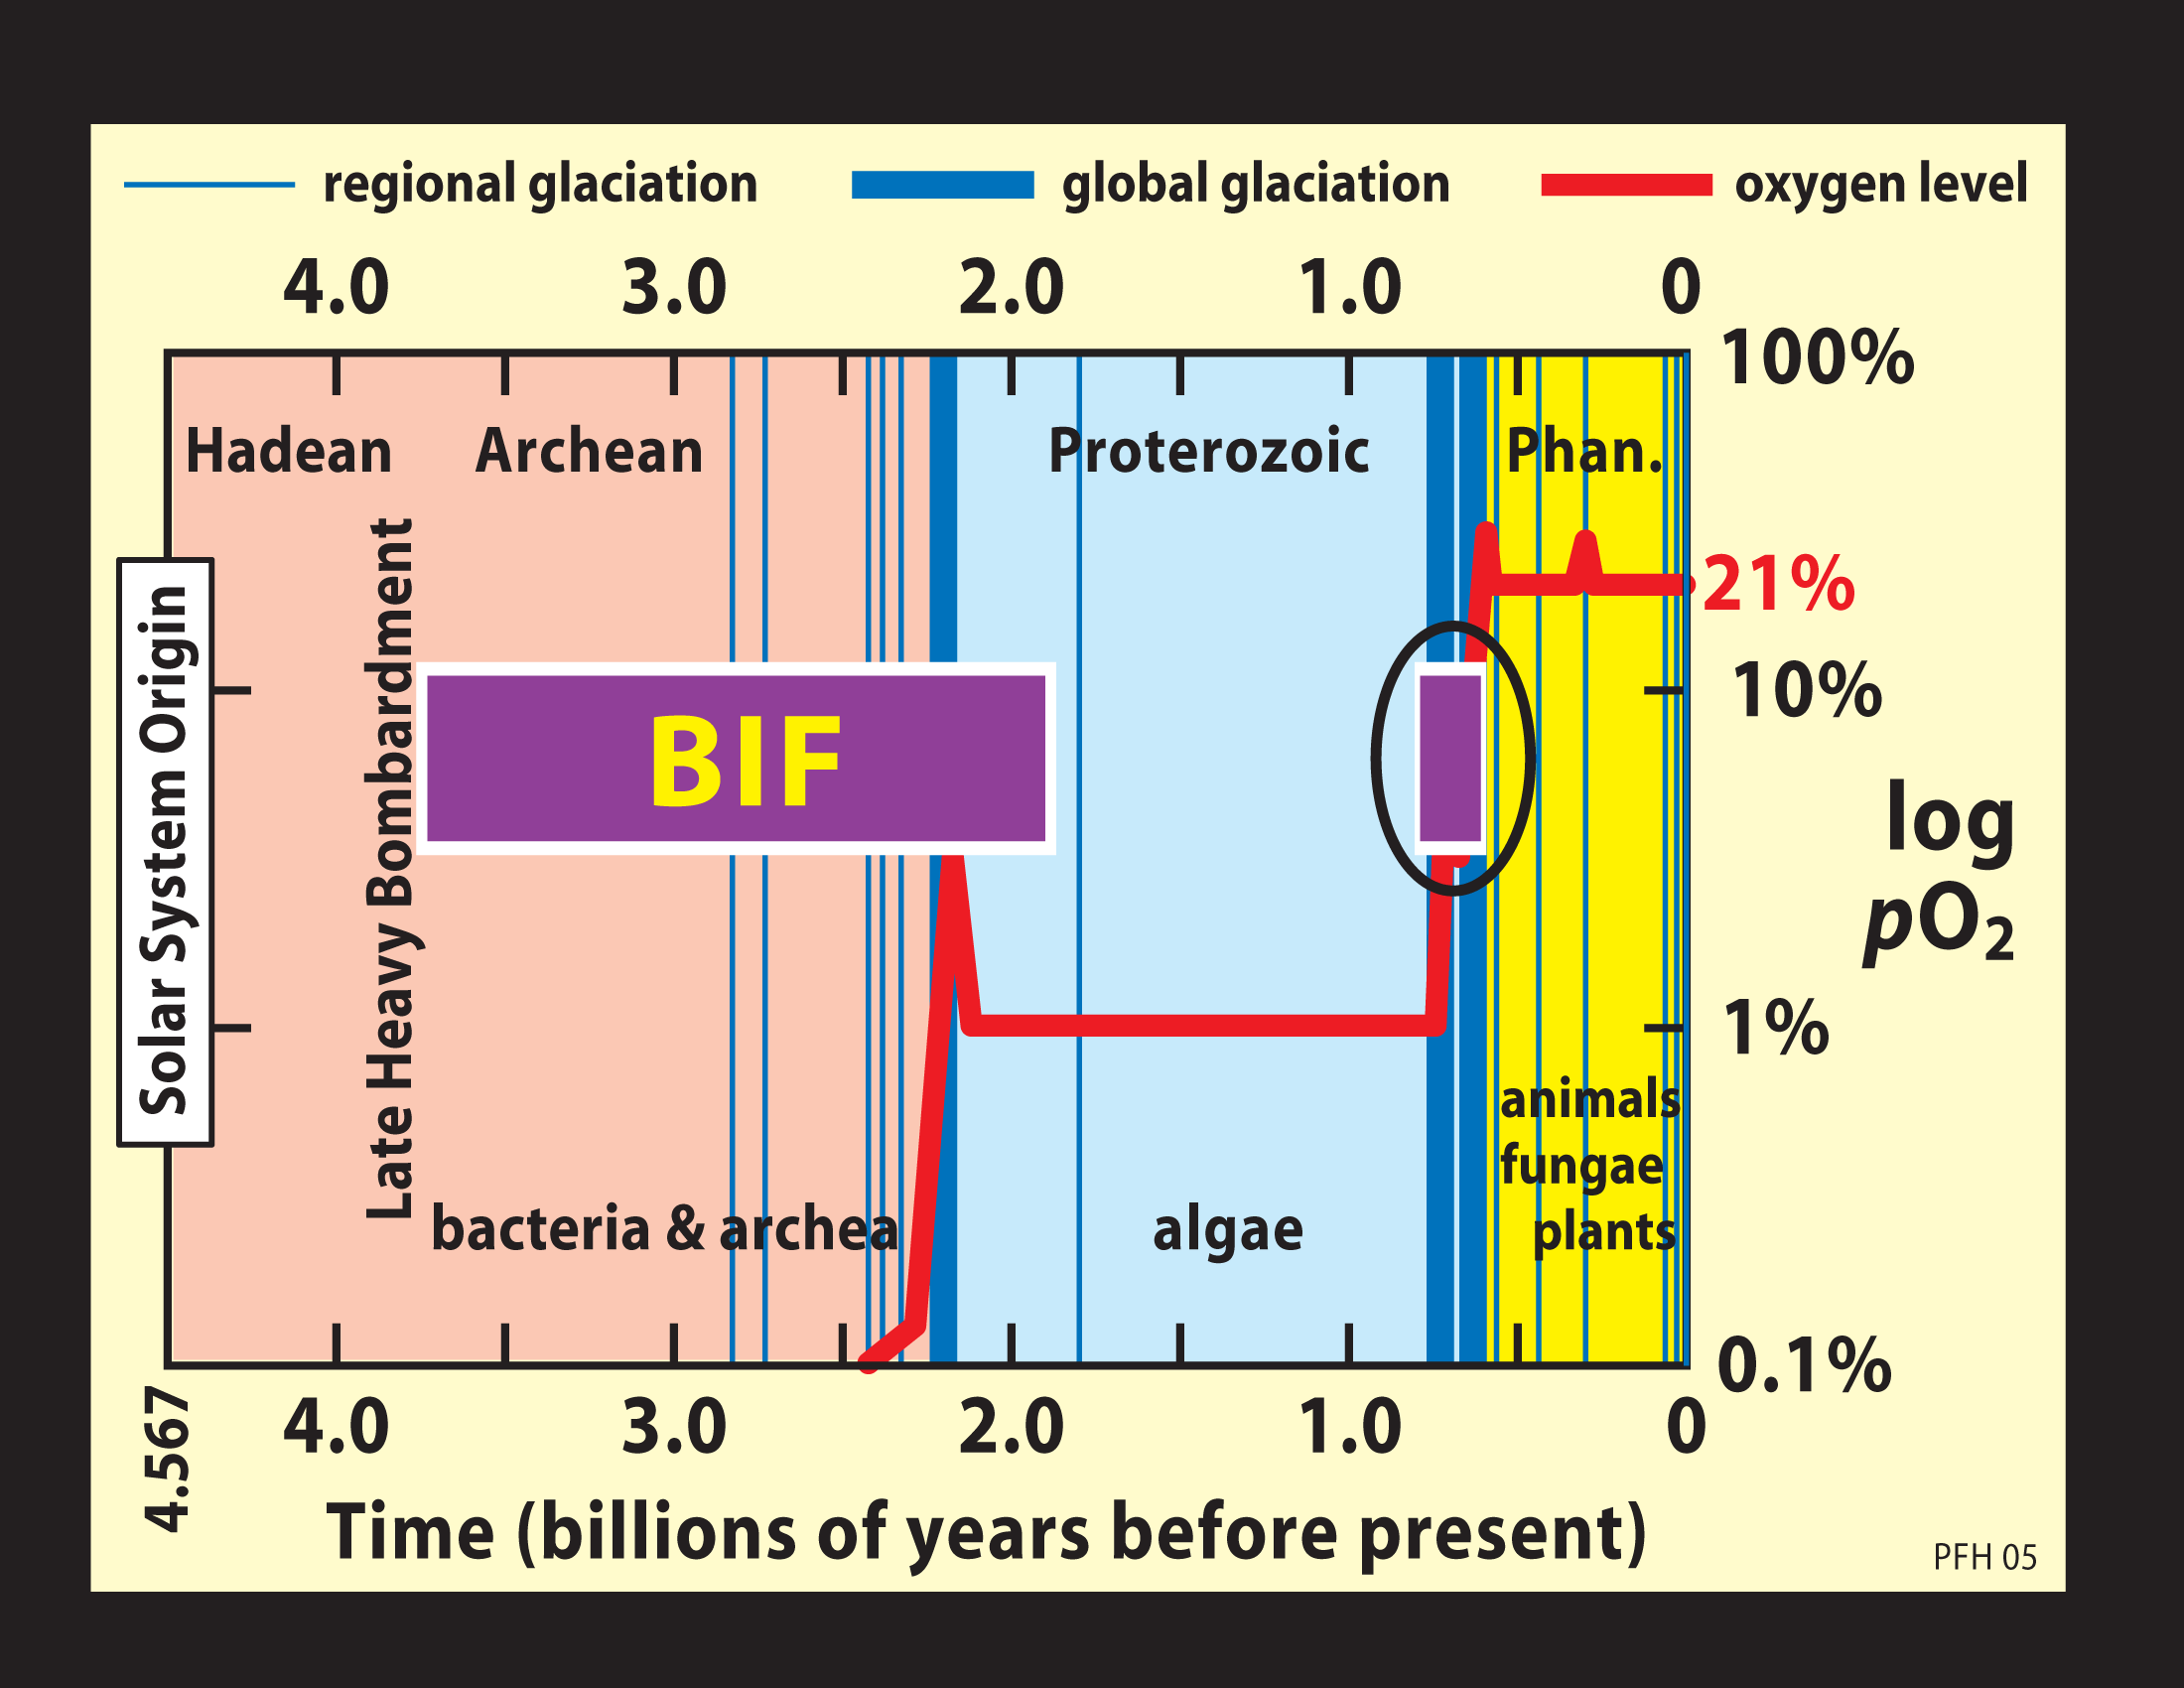 regional glaciation
global glaciation
oxygen level
4.0 3.0 2.0 1.0 0
100%
Hadean
Archean
Proterozoic
Phan.
Late Heavy Bombardment
Solar System Origin
21%
10%
BIF
log
pO₂
1%
animals
fungae
plants
bacteria & archea
algae
0.1%
4.567
4.0 3.0 2.0 1.0 0
Time (billions of years before present)
PFH 05